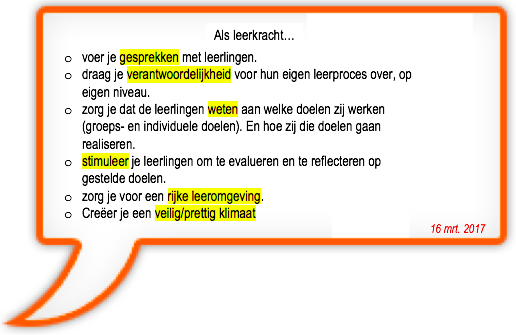 Als leerkracht…
o voer je gesprekken met leerlingen.
o draag je verantwoordelijkheid voor hun eigen leerproces over, op
eigen niveau.
o zorg je dat de leerlingen weten aan welke doelen zij werken
(groeps- en individuele doelen). En hoe zij die doelen gaan
realiseren.
o stimuleer je leerlingen om te evalueren en te reflecteren op
gestelde doelen.
o zorg je voor een rijke leeromgeving.
o Creëer je een veilig/prettig klimaat
16 mrt. 2017